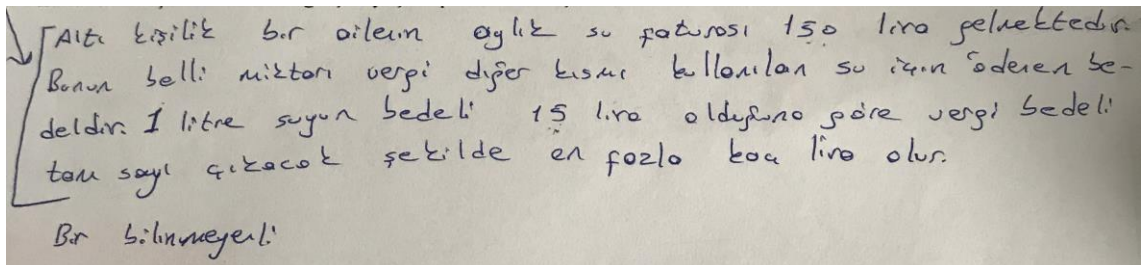 Altı kişilik bir ailenin aylık su faturası 150 lira gelmektedir.
Bunun belli miktarı vergi diğer kısmı kullanılan su için ödenen be-
deldir. 1 litre suyun bedeli 15 lira olduğuna göre vergi bedeli
tam sayı çıkacak şekilde en fazla kaç lira olur.
Bir bilinmeyenli